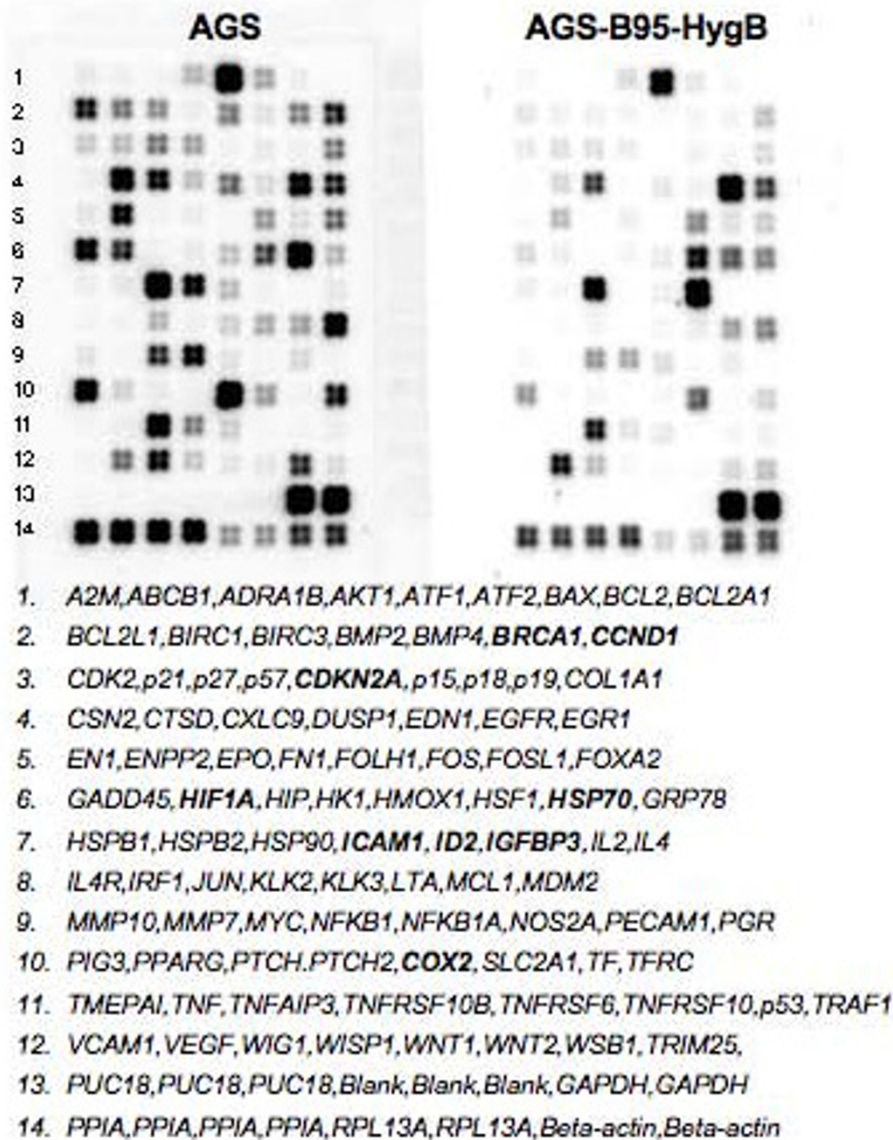 AGS AGS-B95-HygB
1
2
3
4
5
6
7
8
9
10
11
12
13
14
1. A2M,ABCB1,ADRA1B,AKT1,ATF1,ATF2,BAX,BCL2,BCL2A1
2. BCL2L1,BIRC1,BIRC3,BMP2,BMP4,BRCA1,CCND1
3. CDK2,p21,p27,p57,CDKN2A,p15,p18,p19,COL1A1
4. CSN2,CTSD,CXLC9,DUSP1,EDN1,EGFR,EGR1
5. EN1,ENPP2,EPO,FN1,FOLH1,FOS,FOSL1,FOXA2
6. GADD45,HIF1A,HIP,HK1,HMOX1,HSF1,HSP70,GRP78
7. HSPB1,HSPB2,HSP90,ICAM1,ID2,IGFBP3,IL2,IL4
8. IL4R,IRF1,JUN,KLK2,KLK3,LTA,MCL1,MDM2
9. MMP10,MMP7,MYC,NFKB1,NFKB1A,NOS2A,PECAM1,PGR
10. PIG3,PPARG,PTCH.PTCH2,COX2,SLC2A1,TF,TFRC
11. TMEPAI,TNF,TNFAIP3,TNFRSF10B,TNFRSF6,TNFRSF10,p53,TRAF1
12. VCAM1,VEGF,WIG1,WISP1,WNT1,WNT2,WSB1,TRIM25,
13. PUC18,PUC18,PUC18,Blank,Blank,Blank,GAPDH,GAPDH
14. PPIA,PPIA,PPIA,PPIA,RPL13A,RPL13A,Beta-actin,Beta-actin